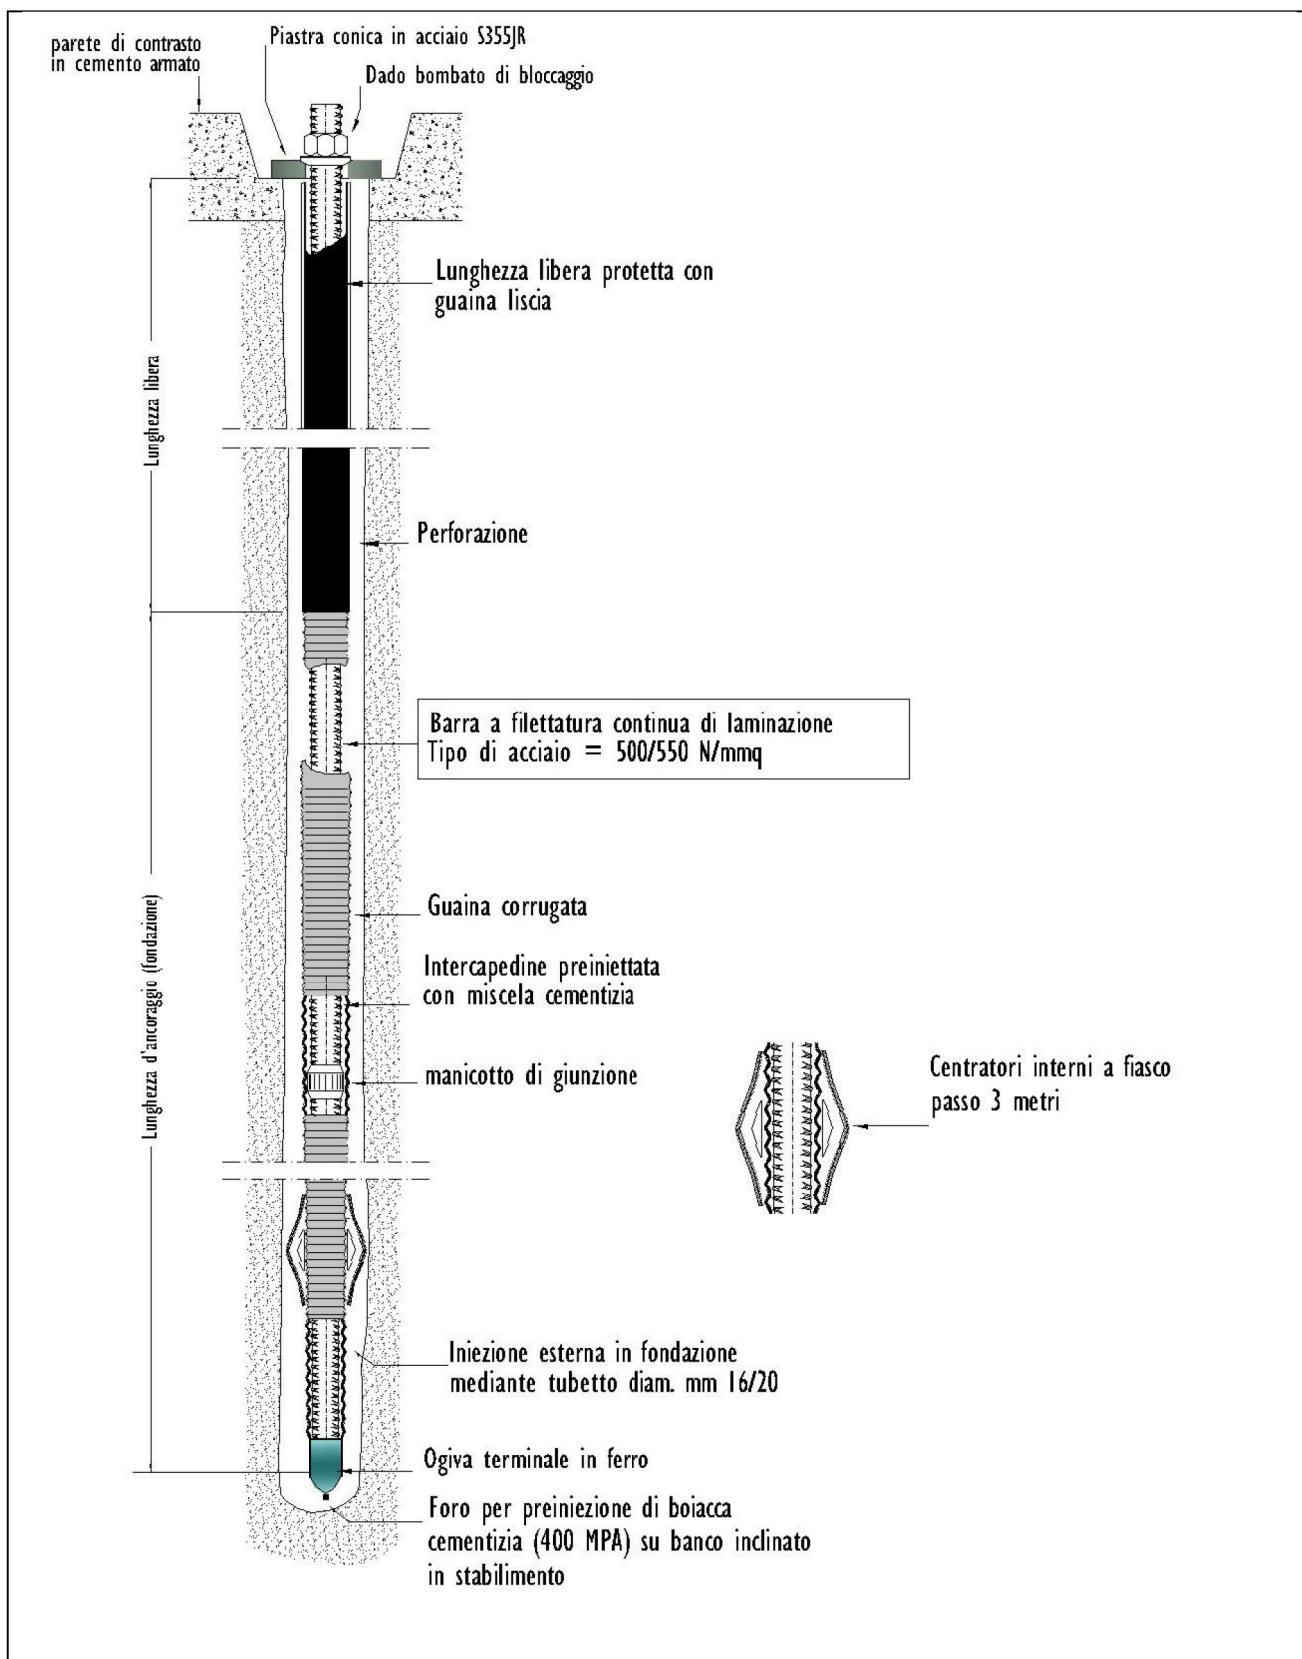 parete di contrasto
in cemento armato
Piastra conica in acciaio S355JR
Dado bombato di bloccaggio
Lunghezza libera protetta con
guaina liscia
Lunghezza libera
Perforazione
Barra a filettatura continua di laminazione
Tipo di acciaio = 500/550 N/mmq
Guaina corrugata
Lunghezza d'ancoraggio (fondazione)
Intercapedine preiniettata
con miscela cementizia
manicotto di giunzione
Centratori interni a fiasco
passo 3 metri
Iniezione esterna in fondazione
mediante tubetto diam. mm 16/20
Ogiva terminale in ferro
Foro per preiniezione di boiacca
cementizia (400 MPA) su banco inclinato
in stabilimento